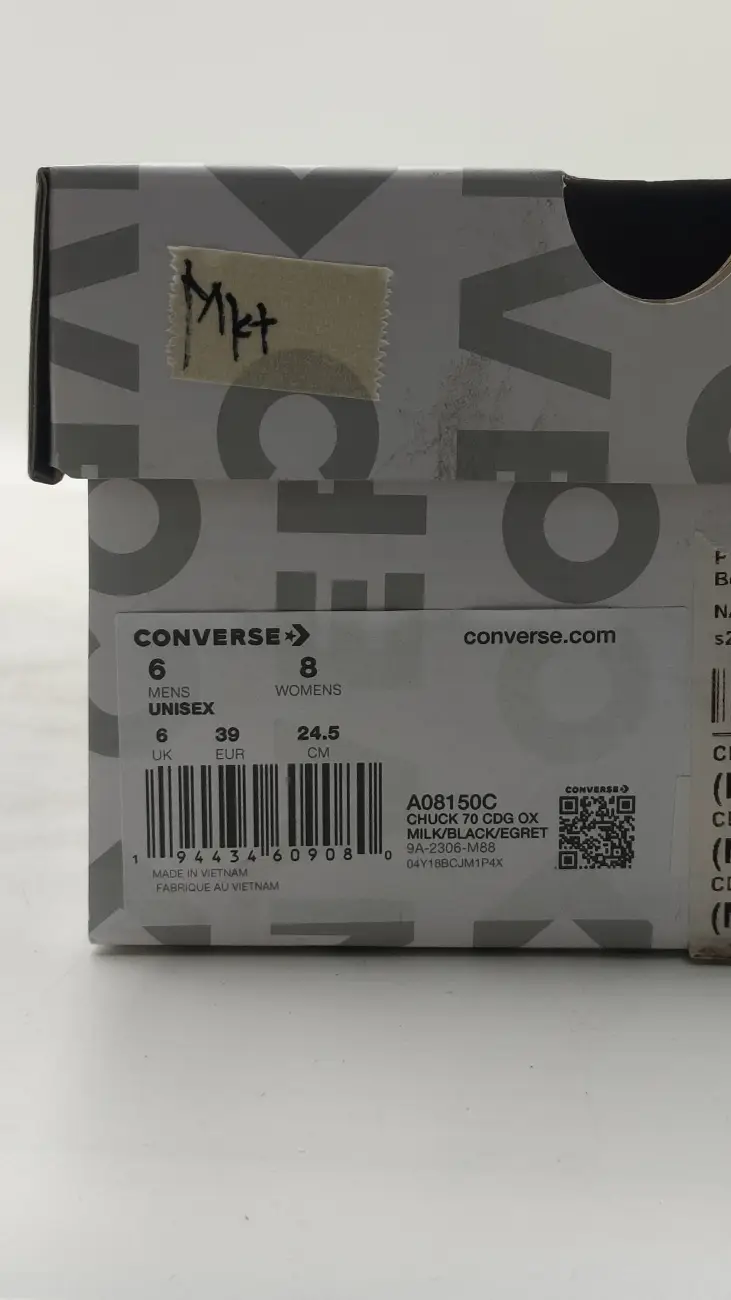 Mkt
CONVERSE
converse.com
6
8
MENS
WOMENS
UNISEX
6
39
24.5
UK
EUR
CM
A08150C
CONVERSE
CHUCK 70 CDG OX
MILK/BLACK/EGRET
9A-2306-M88
04Y18BCJM1P4X
1 94434 60908 0
MADE IN VIETNAM
FABRIQUE AU VIETNAM